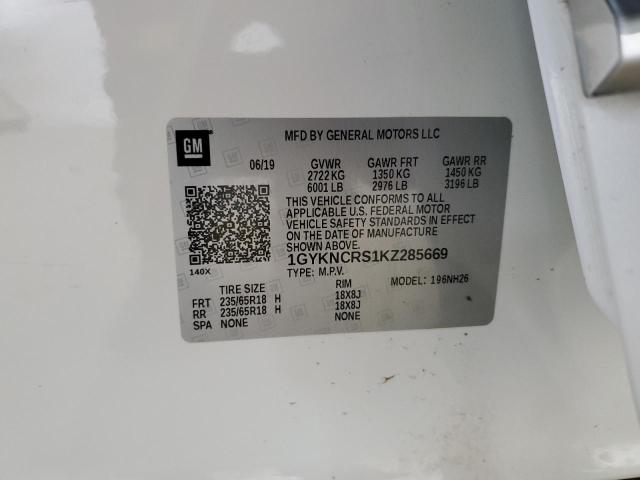 GM
MFD BY GENERAL MOTORS LLC
06/19 GVWR GAWR FRT GAWR RR
2722 KG 1350 KG 1450 KG
6001 LB 2976 LB 3196 LB
THIS VEHICLE CONFORMS TO ALL
APPLICABLE U.S. FEDERAL MOTOR
VEHICLE SAFETY STANDARDS IN EFFECT
ON THE DATE OF MANUFACTURE
SHOWN ABOVE.
1GYKNCRS1KZ285669
140X
TYPE: M.P.V.
MODEL: 196NH26
TIRE SIZE RIM
FRT 235/65R18 H 18X8J
RR 235/65R18 H 18X8J
SPA NONE NONE